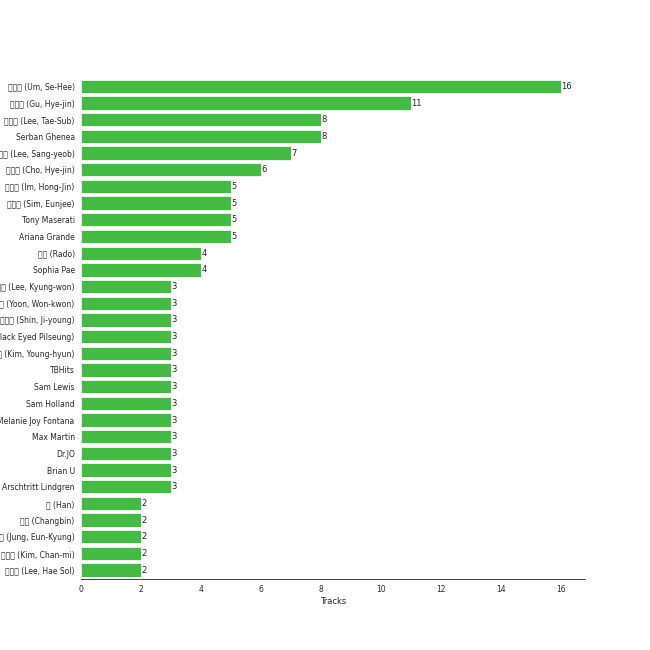 (Um, Se-Hee) 16
(Gu, Hye-jin) 11
(Lee, Tae-Sub) 8
Serban Ghenea 8
(Lee, Sang-yeob) 7
(Cho, Hye-jin) 6
(Im, Hong-Jin) 5
(Sim, Eunjee) 5
Tony Maserati 5
Ariana Grande 5
(Rado) 4
Sophia Pae 4
(Lee, Kyung-won) 3
(Yoon, Won-kwon) 3
(Shin, Ji-young) 3
lack Eyed Pilseung) 3
(Kim, Young-hyun) 3
TBHits 3
Sam Lewis 3
Sam Holland 3
Melanie Joy Fontana 3
Max Martin 3
Dr.JO 3
Brian U 3
Arschtritt Lindgren 3
(Han) 2
(Changbin) 2
(Jung, Eun-Kyung) 2
(Kim, Chan-mi) 2
(Lee, Hae Sol) 2
0 2 4 6 8 10 12 14 16
Tracks